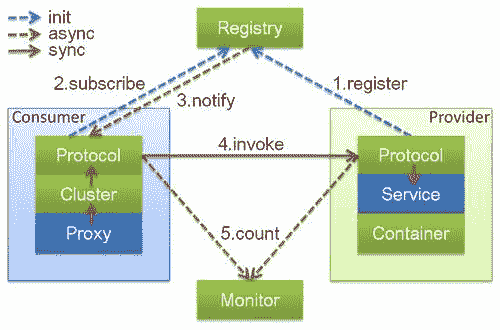 init
async
sync
Registry
2.subscribe
3.notify
1.register
Consumer
Provider
Protocol
4.invoke
Protocol
Cluster
Service
Proxy
5.count
Container
Monitor